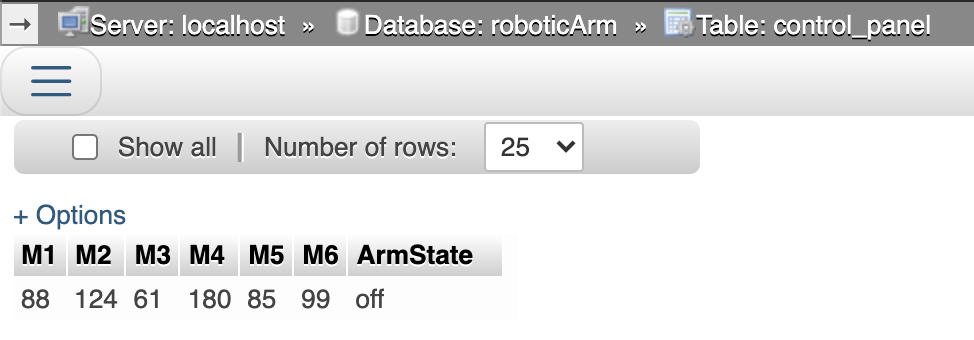 → Server: localhost » Database: roboticArm » Table: control_panel
Show all | Number of rows: 25
+ Options
M1 M2 M3 M4 M5 M6 ArmState
88 124 61 180 85 99 off